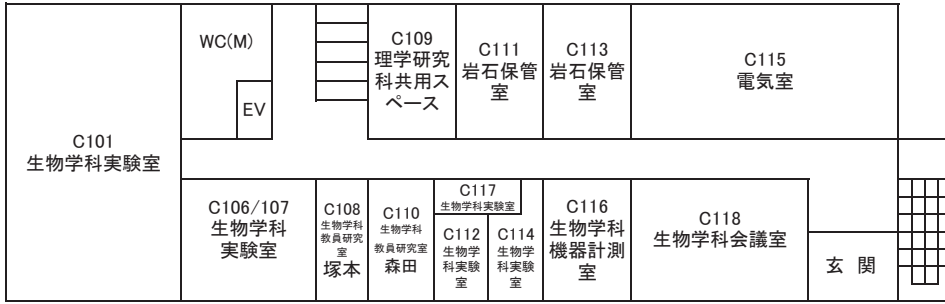 WC(M)
EV
C109
理学研究
科共用ス
ペース
C111
岩石保管
室
C113
岩石保管
室
C115
電気室
C101
生物学科実験室
C106/107
生物学科
実験室
C108
生物学科
教員研究
室
塚本
C110
生物学科
教員研究室
森田
C117
生物学科実験室
C112
生物学
科実験
室
C114
生物学
科実験
室
C116
生物学科
機器計測
室
C118
生物学科会議室
玄 関